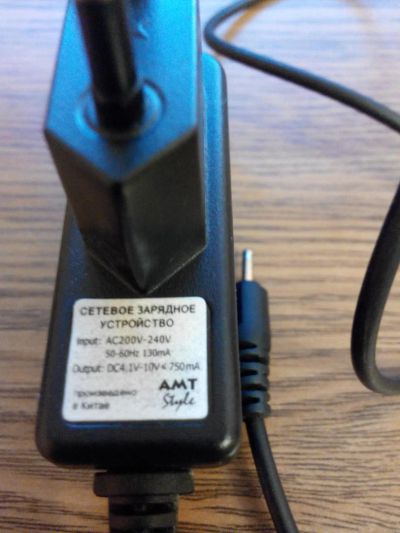 СЕТЕВОЕ ЗАРЯДНОЕ
УСТРОЙСТВО
Input: AC200V-240V
50-60Hz 130mA
Output: DC4.1V-10V≤750mA
произведено
в Китае
AMT
Style